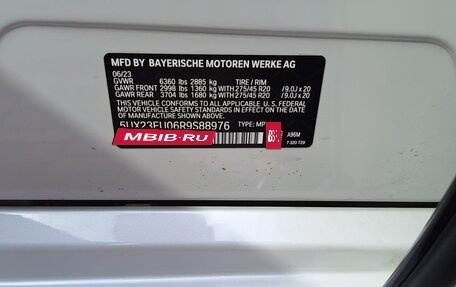 MFD BY BAYERISCHE MOTOREN WERKE AG
06/23
GVWR 6360 lbs 2885 kg TIRE / RIM
GAWR FRONT 2998 lbs 1360 kg WITH 275/45 R20 /9.0J x 20
GAWR REAR 3704 lbs 1680 kg WITH 275/45 R20 /9.0J x 20
THIS VEHICLE CONFORMS TO ALL APPLICABLE U.S. FEDERAL
MOTOR VEHICLE SAFETY STANDARDS IN EFFECT ON THE DATE OF
MANUFACTURE SHOWN ABOVE.
5UX23EU06R9S88976 TYPE: MP
MBIB.RU A96M
7 320 729